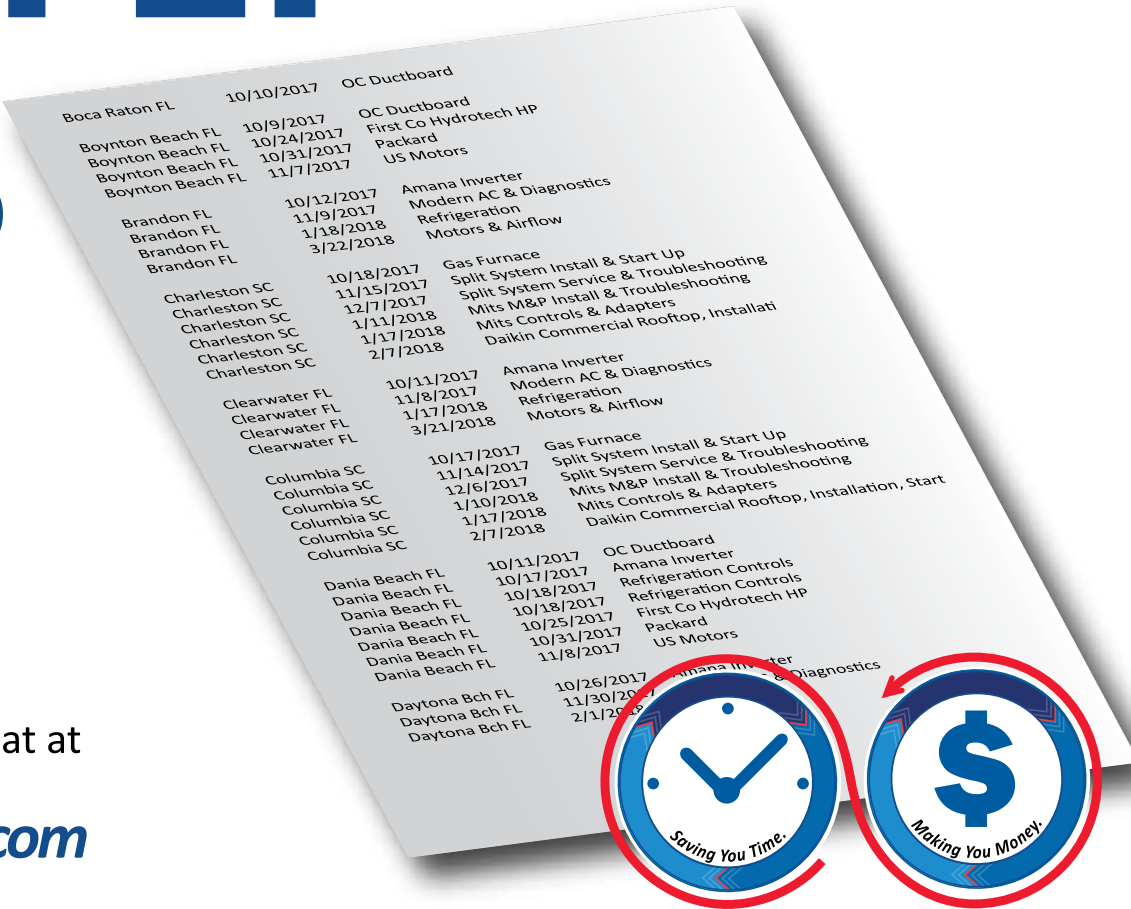 Boca Raton FL 10/10/2017 OC Ductboard
Boynton Beach FL 10/9/2017 OC Ductboard
Boynton Beach FL 10/24/2017 First Co Hydrotech HP
Boynton Beach FL 10/31/2017 Packard
Boynton Beach FL 11/7/2017 US Motors
Brandon FL 10/12/2017 Amana Inverter
Brandon FL 11/9/2017 Modern AC & Diagnostics
Brandon FL 1/18/2018 Refrigeration
Brandon FL 3/22/2018 Motors & Airflow
Charleston SC 10/18/2017 Gas Furnace
Charleston SC 11/15/2017 Split System Install & Start Up
Charleston SC 12/7/2017 Split System Service & Troubleshooting
Charleston SC 1/11/2018 Mits M&P Install & Troubleshooting
Charleston SC 1/17/2018 Mits Controls & Adapters
Charleston SC 2/7/2018 Daikin Commercial Rooftop, Installati
Clearwater FL 10/11/2017 Amana Inverter
Clearwater FL 11/8/2017 Modern AC & Diagnostics
Clearwater FL 1/17/2018 Refrigeration
Clearwater FL 3/21/2018 Motors & Airflow
Columbia SC 10/17/2017 Gas Furnace
Columbia SC 11/14/2017 Split System Install & Start Up
Columbia SC 12/6/2017 Split System Service & Troubleshooting
Columbia SC 1/10/2018 Mits M&P Install & Troubleshooting
Columbia SC 1/17/2018 Mits Controls & Adapters
Columbia SC 2/7/2018 Daikin Commercial Rooftop, Installation, Start
Dania Beach FL 10/11/2017 OC Ductboard
Dania Beach FL 10/17/2017 Amana Inverter
Dania Beach FL 10/18/2017 Refrigeration Controls
Dania Beach FL 10/18/2017 Refrigeration Controls
Dania Beach FL 10/25/2017 First Co Hydrotech HP
Dania Beach FL 10/31/2017 Packard
Dania Beach FL 11/8/2017 US Motors
Daytona Bch FL 10/26/2017 Amana Inverter
Daytona Bch FL 11/30/2017 & Diagnostics
Daytona Bch FL 2/1/2018
at at
com
Saving You Time.
$
Making You Money.